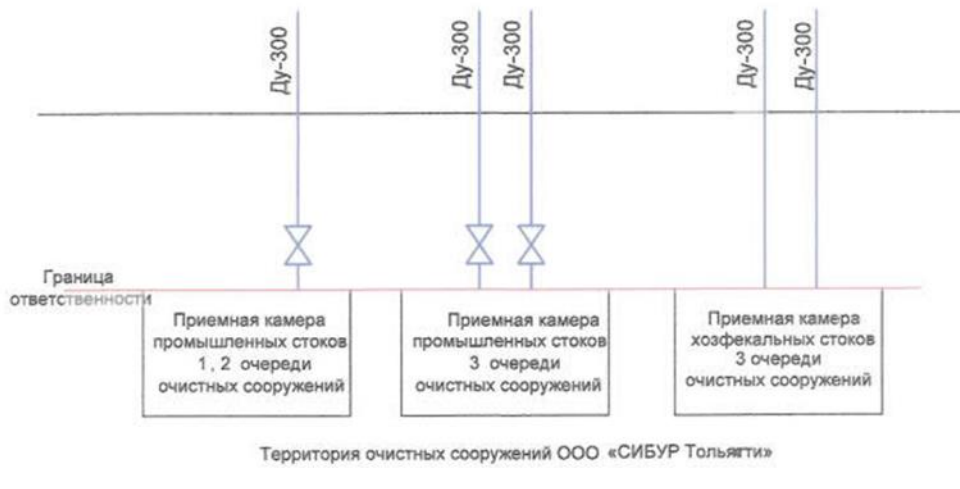 Ду-300
Ду-300
Ду-300
Ду-300
Ду-300
Граница
ответственности
Приемная камера
промышленных стоков
1, 2 очереди
очистных сооружений
Приемная камера
промышленных стоков
3 очереди
очистных сооружений
Приемная камера
хозфекальных стоков
3 очереди
очистных сооружений
Территория очистных сооружений ООО «СИБУР Тольятти»